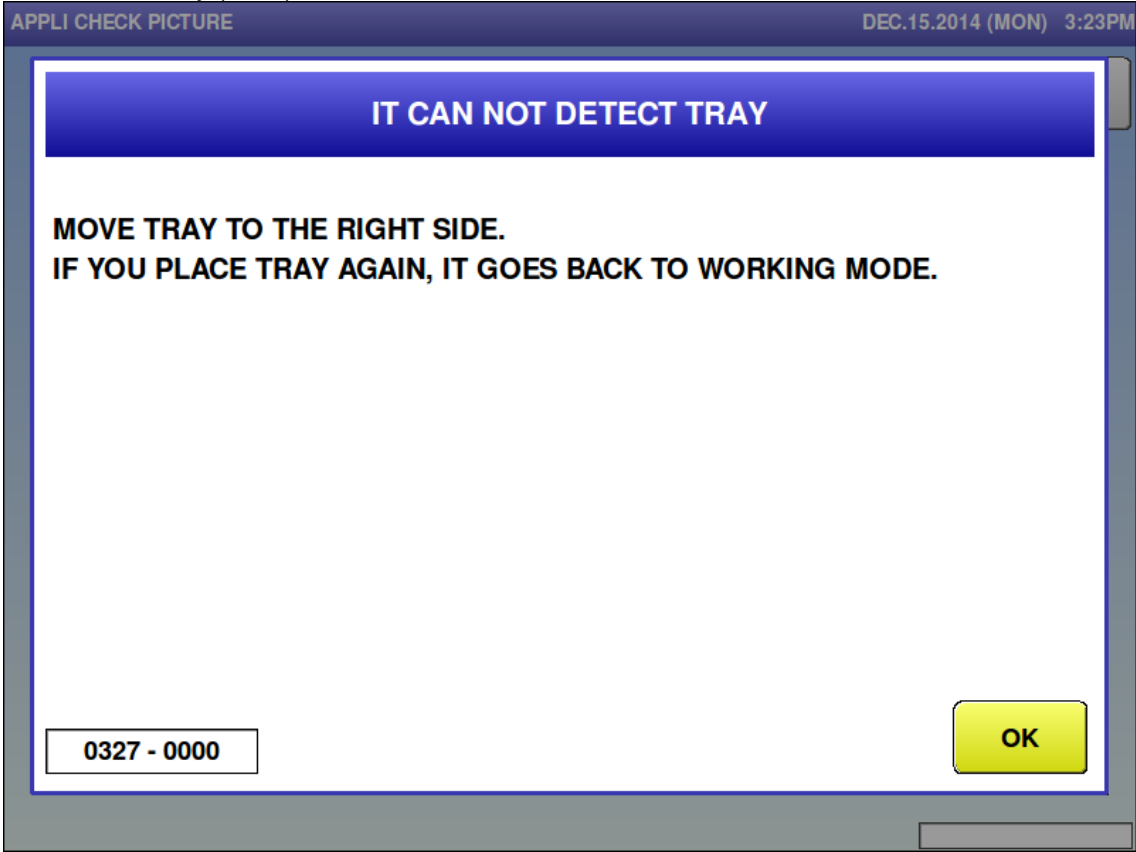 APPLI CHECK PICTURE
DEC.15.2014 (MON) 3:23PM
IT CAN NOT DETECT TRAY
MOVE TRAY TO THE RIGHT SIDE.
IF YOU PLACE TRAY AGAIN, IT GOES BACK TO WORKING MODE.
0327 - 0000
OK